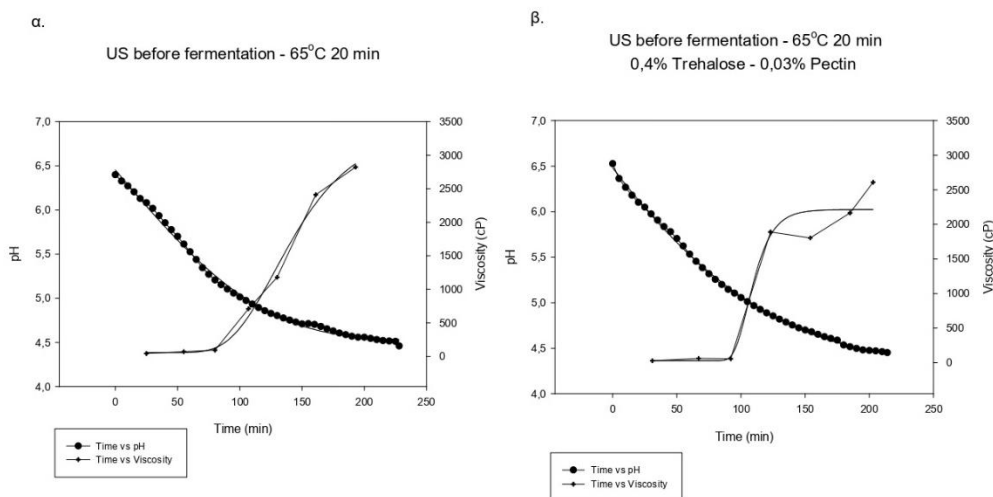 α.
US before fermentation - 65⁰C 20 min
7,0
6,5
6,0
5,5
5,0
4,5
4,0
pH
3500
3000
2500
2000
1500
1000
500
0
Viscosity (cP)
0 50 100 150 200 250
Time (min)
Time vs pH
Time vs Viscosity
β.
US before fermentation - 65⁰C 20 min
0,4% Trehalose - 0,03% Pectin
7,0
6,5
6,0
5,5
5,0
4,5
4,0
pH
3500
3000
2500
2000
1500
1000
500
0
Viscosity (cP)
0 50 100 150 200 250
Time (min)
Time vs pH
Time vs Viscosity